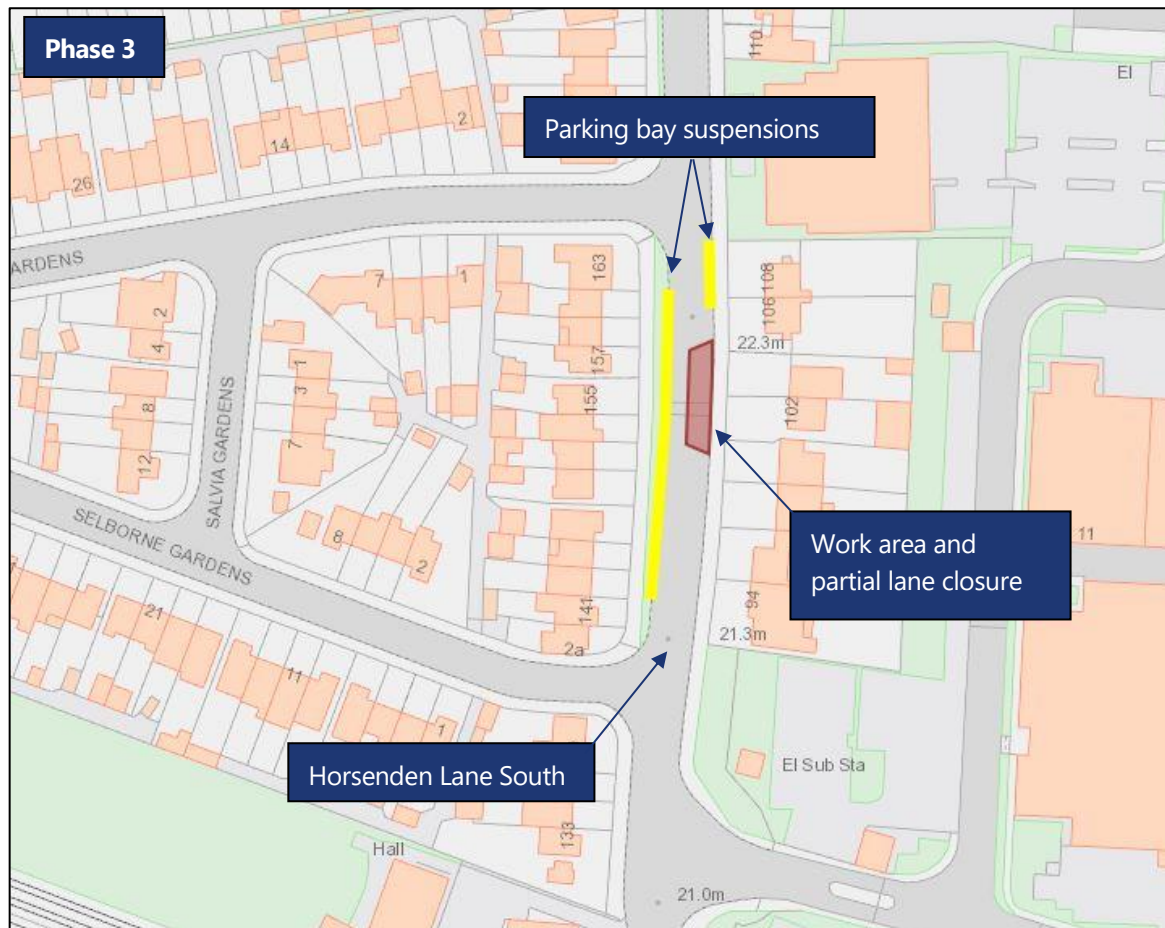 Phase 3
110
El
Parking bay suspensions
2
14
26
ARDENS
163
7
1
108
106
2
4
157
22.3m
1
3
155
102
8
7
12
SALVIA GARDENS
SELBORNE GARDENS
8
2
Work area and
partial lane closure
11
94
141
21.3m
2a
21
11
1
Horsenden Lane South
El Sub Sta
133
Hall
21.0m